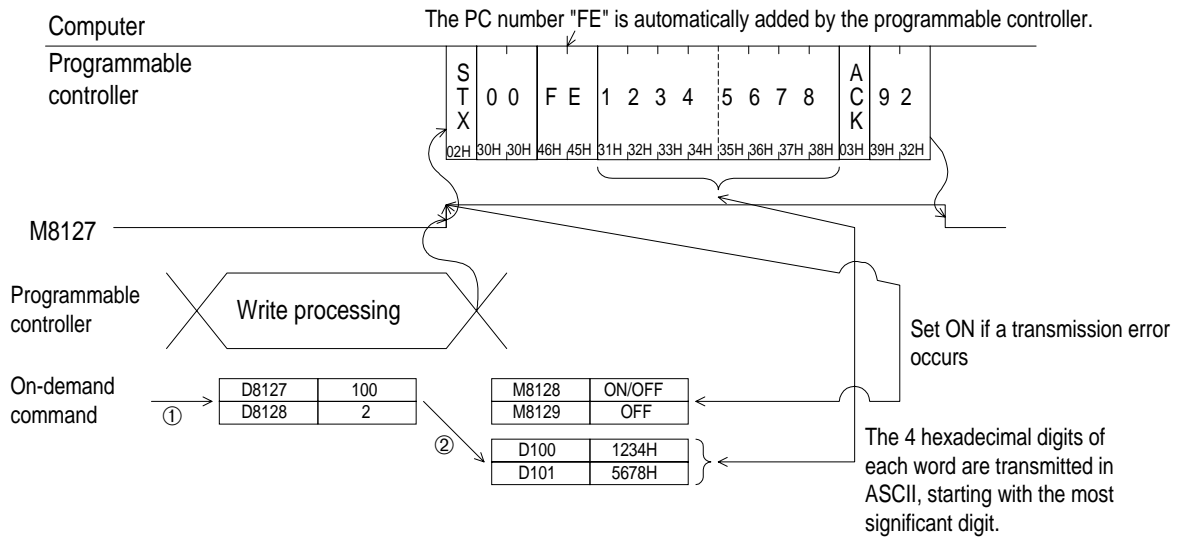 The PC number "FE" is automatically added by the programmable controller.
Computer
Programmable
controller
STX 0 0 F E 1 2 3 4 5 6 7 8 ACK 9 2
02H 30H 30H 46H 45H 31H 32H 33H 34H 35H 36H 37H 38H 03H 39H 32H
M8127
Programmable
controller
Write processing
Set ON if a transmission error
occurs
On-demand
command
①
D8127 100
D8128 2
②
M8128 ON/OFF
M8129 OFF
D100 1234H
D101 5678H
The 4 hexadecimal digits of
each word are transmitted in
ASCII, starting with the most
significant digit.